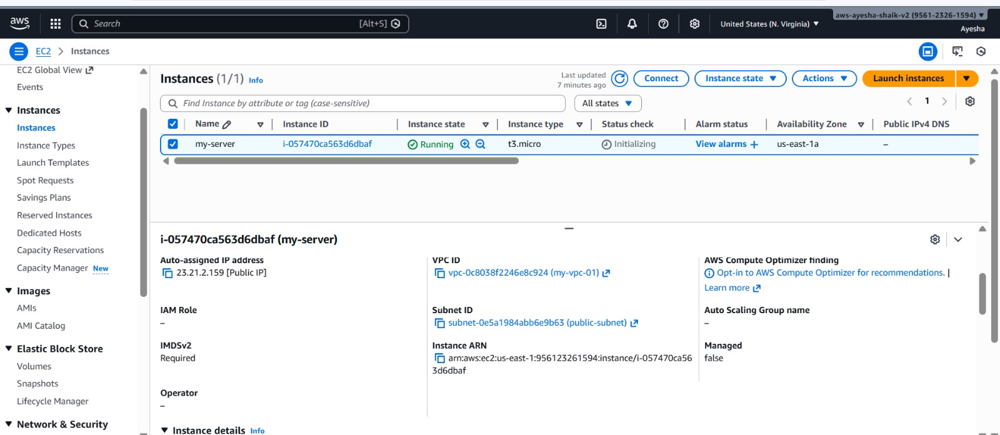 aws
Search
[Alt+S]
United States (N. Virginia)
aws-ayesha-shaik-v2 (9561-2326-1594)
Ayesha
EC2
Instances
EC2 Global View
Events
Instances
Instances
Instance Types
Launch Templates
Spot Requests
Savings Plans
Reserved Instances
Dedicated Hosts
Capacity Reservations
Capacity Manager New
Images
AMIs
AMI Catalog
Elastic Block Store
Volumes
Snapshots
Lifecycle Manager
Network & Security
Instances (1/1) Info
Last updated
7 minutes ago
Connect
Instance state
Actions
Launch instances
Find Instance by attribute or tag (case-sensitive)
All states
1
Name Instance ID Instance state Instance type Status check Alarm status Availability Zone Public IPv4 DNS
my-server i-057470ca563d6dbaf Running t3.micro Initializing View alarms + us-east-1a –
i-057470ca563d6dbaf (my-server)
Auto-assigned IP address
23.21.2.159 [Public IP]
IAM Role
–
IMDSv2
Required
Operator
–
VPC ID
vpc-0c8038f2246e8c924 (my-vpc-01)
Subnet ID
subnet-0e5a1984abb6e9b63 (public-subnet)
Instance ARN
arn:aws:ec2:us-east-1:956123261594:instance/i-057470ca56
3d6dbaf
AWS Compute Optimizer finding
Opt-in to AWS Compute Optimizer for recommendations. |
Learn more
Auto Scaling Group name
–
Managed
false
Instance details Info